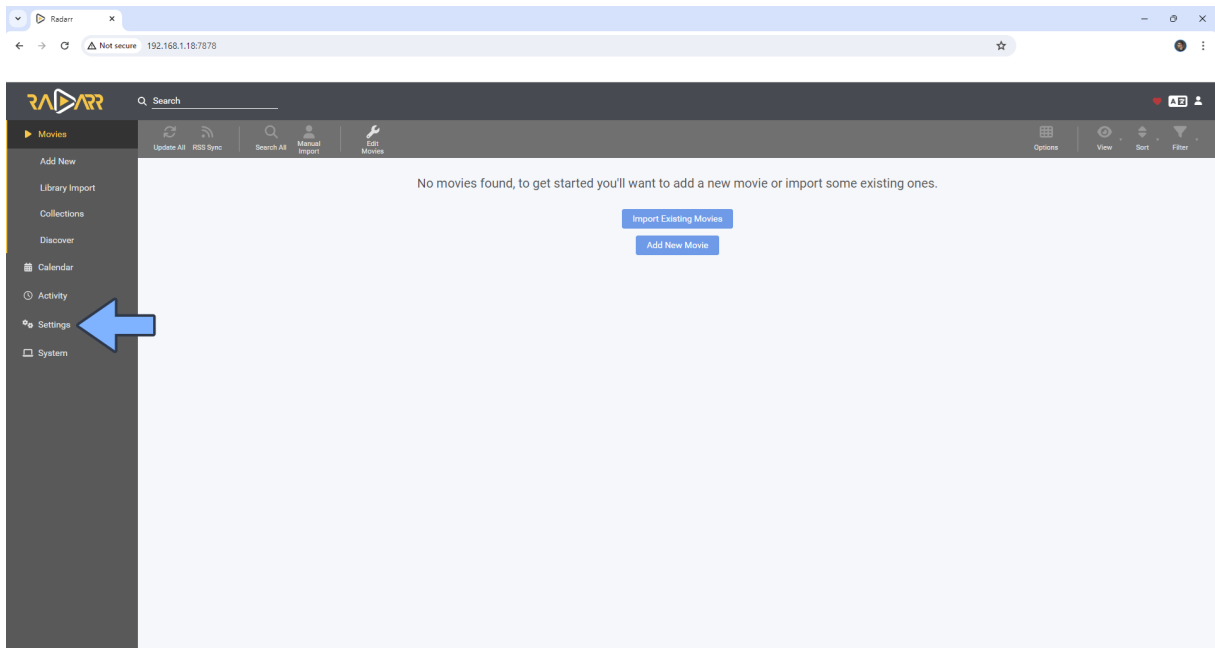 Radarr
Not secure 192.168.1.18:7878
RADARR
Search
Movies
Add New
Library Import
Collections
Discover
Calendar
Activity
Settings
System
Update All
RSS Sync
Search All
Manual
Import
Edit
Movies
Options
View
Sort
Filter
No movies found, to get started you'll want to add a new movie or import some existing ones.
Import Existing Movies
Add New Movie